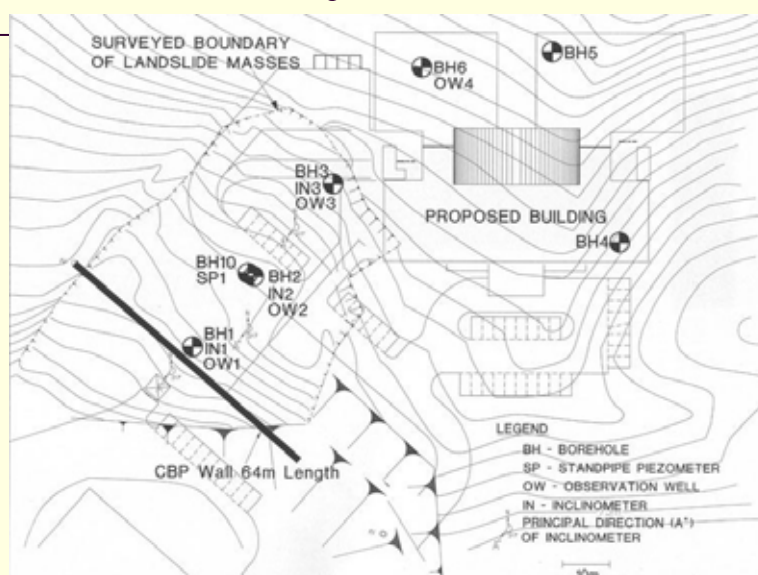 SURVEYED BOUNDARY
OF LANDSLIDE MASSES
BH6
OW4
BH5
BH3
IN3
OW3
PROPOSED BUILDING
BH4
BH10
SP1
BH2
IN2
OW2
BH1
IN1
OW1
CBP Wall 64m Length
LEGEND
BH - BOREHOLE
SP - STANDPIPE PIEZOMETER
OW - OBSERVATION WELL
IN - INCLINOMETER
PRINCIPAL DIRECTION (A⁺)
OF INCLINOMETER
10m